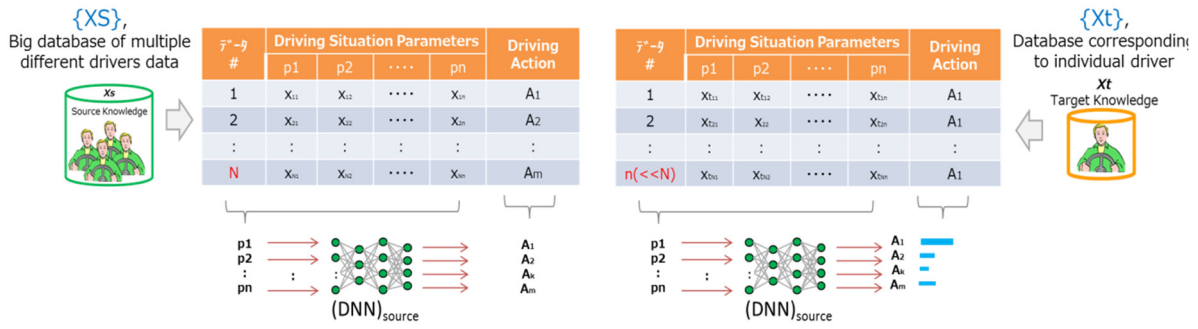 {XS},
Big database of multiple
different drivers data
Xs
Source Knowledge
ﾃﾞｰﾀ
#
Driving Situation Parameters
Driving
Action
p1 p2 ···· pn
1 x₁₁ x₁₂ ···· x₁ₙ A₁
2 x₂₁ x₂₂ ···· x₂ₙ A₂
: : : : :
N xₙ₁ xₙ₂ ···· xₙₙ Aₘ
p1 A₁
p2 A₂
: : : Aₖ
pn Aₘ
(DNN)source
{Xt},
Database corresponding
to individual driver
Xt
Target Knowledge
ﾃﾞｰﾀ
#
Driving Situation Parameters
Driving
Action
p1 p2 ···· pn
1 xₜ₁₁ xₜ₁₂ ···· xₜ₁ₙ A₁
2 xₜ₂₁ x₂₂ ···· xₜ₂ₙ A₁
: : : : :
n(<<N) xₜN₁ xₜN₂ ···· xₜNₙ A₁
p1 A₁
p2 A₂
: : : Aₖ
pn Aₘ
(DNN)source